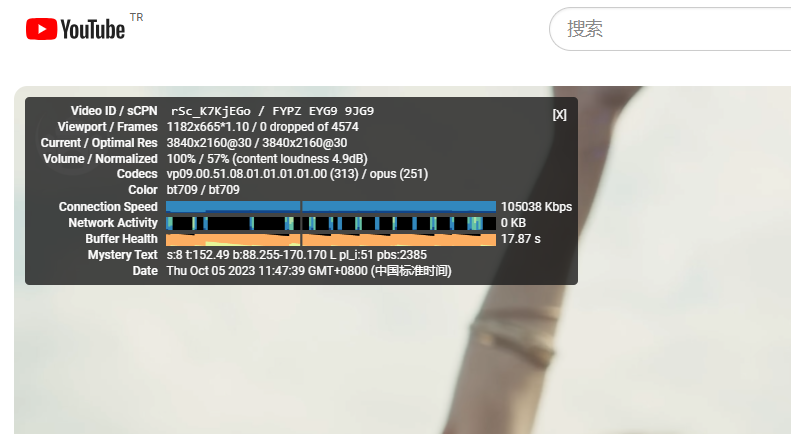 YouTube TR
搜索
[X]
Video ID / sCPN rSc_K7KjEGo / FYPZ EYG9 9JG9
Viewport / Frames 1182x665*1.10 / 0 dropped of 4574
Current / Optimal Res 3840x2160@30 / 3840x2160@30
Volume / Normalized 100% / 57% (content loudness 4.9dB)
Codecs vp09.00.51.08.01.01.01.01.00 (313) / opus (251)
Color bt709 / bt709
Connection Speed 105038 Kbps
Network Activity 0 KB
Buffer Health 17.87 s
Mystery Text s:8 t:152.49 b:88.255-170.170 L pl_i:51 pbs:2385
Date Thu Oct 05 2023 11:47:39 GMT+0800 (中国标准时间)